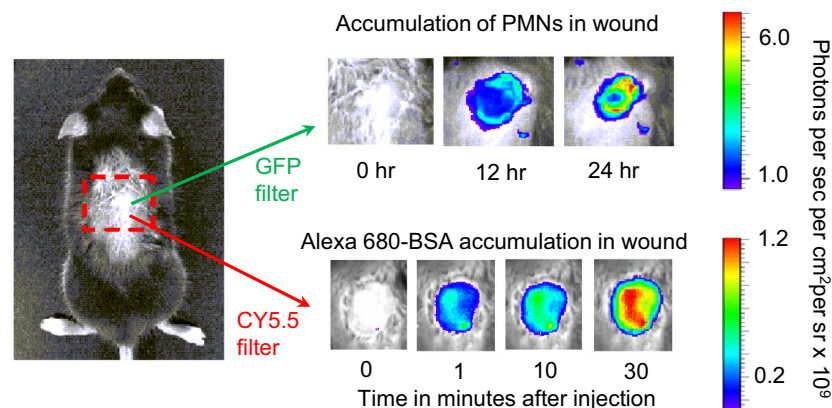 Accumulation of PMNs in wound
6.0
1.0
0 hr
12 hr
24 hr
GFP
filter
Alexa 680-BSA accumulation in wound
1.2
0.2
CY5.5
filter
0
1
10
30
Time in minutes after injection
Photons per sec per cm²per sr x 10⁹